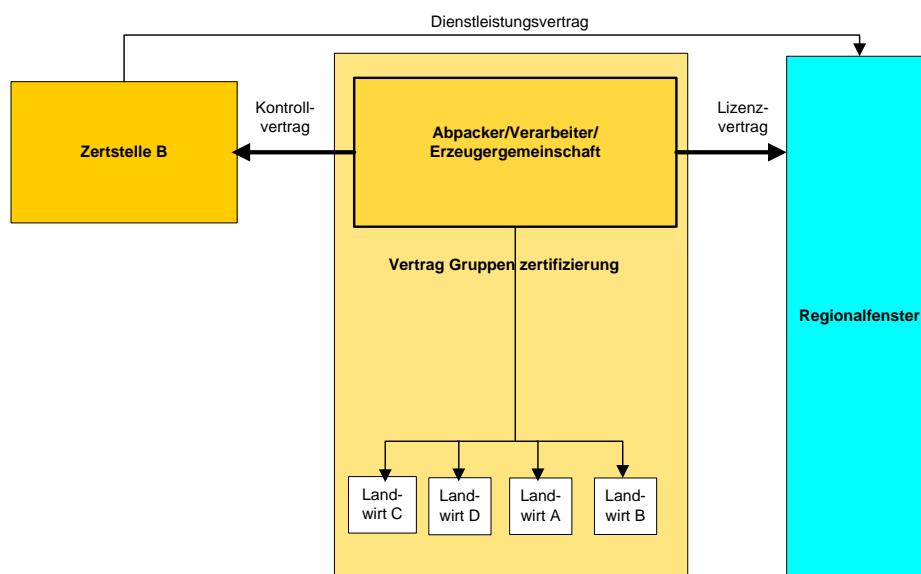 Dienstleistungsvertrag
Kontroll-
vertrag
Lizenz-
vertrag
Zertstelle B
Abpacker/Verarbeiter/
Erzeugergemeinschaft
Vertrag Gruppen zertifizierung
Regionalfenster
Land-
wirt C
Land-
wirt D
Land-
wirt A
Land-
wirt B